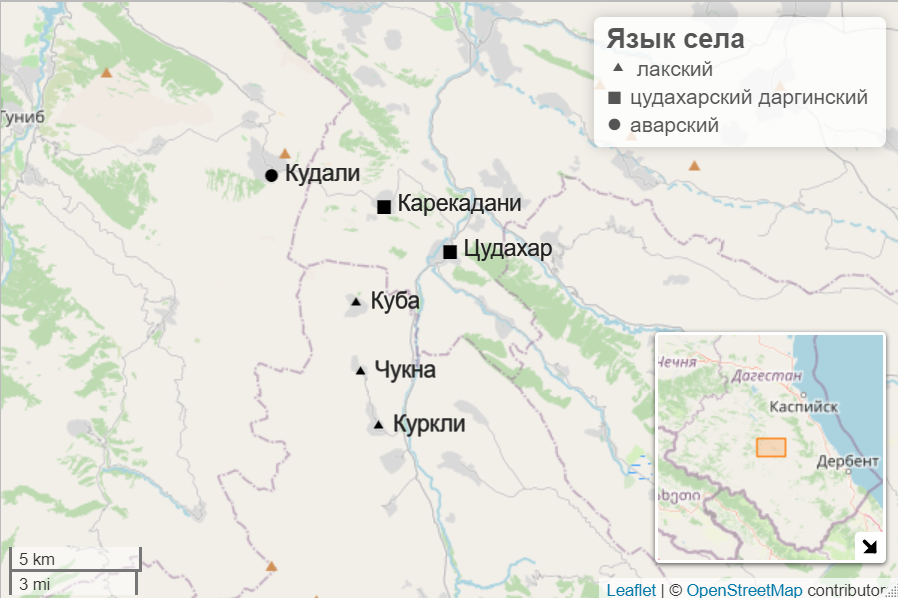 Язык села
лакский
цудахарский даргинский
аварский
Гуниб
Кудали
Карекадани
Цудахар
Куба
Чукна
Куркли
Чечня
Дагестан
Каспийск
Дербент
ახეთი
5 km
3 mi
Leaflet | © OpenStreetMap contributor